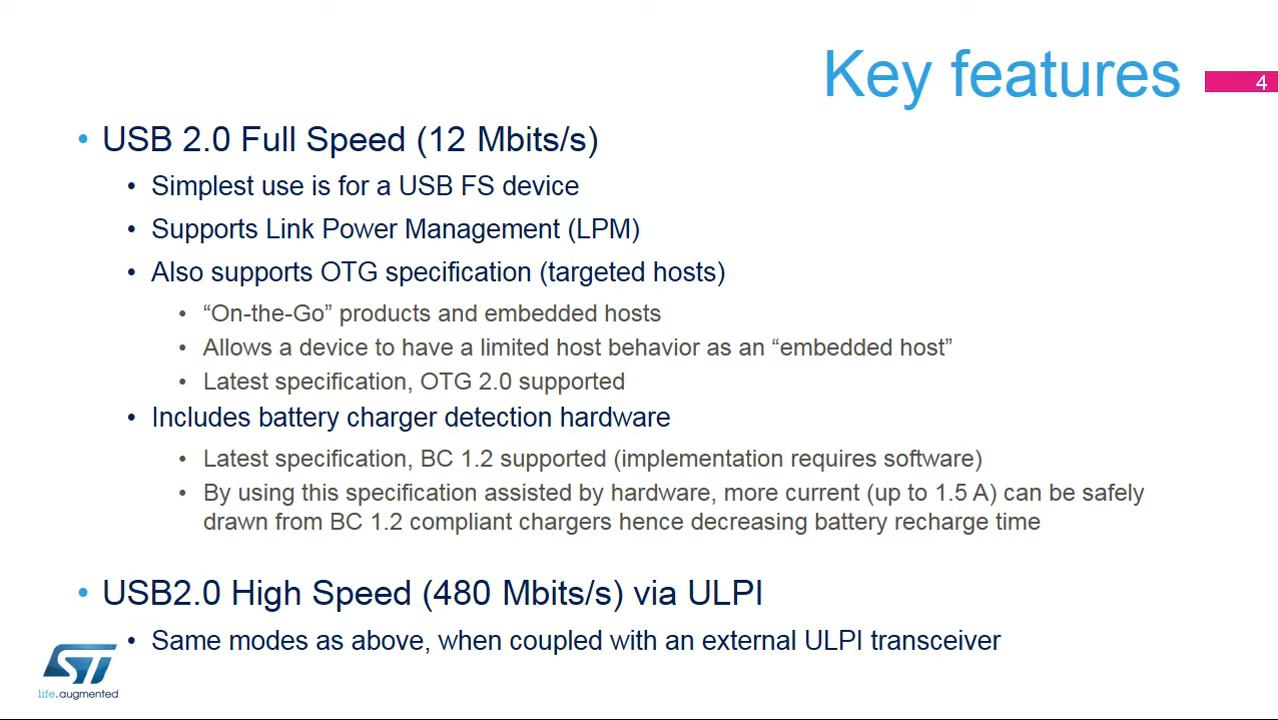 Key features
4
• USB 2.0 Full Speed (12 Mbits/s)
• Simplest use is for a USB FS device
• Supports Link Power Management (LPM)
• Also supports OTG specification (targeted hosts)
• “On-the-Go” products and embedded hosts
• Allows a device to have a limited host behavior as an “embedded host”
• Latest specification, OTG 2.0 supported
• Includes battery charger detection hardware
• Latest specification, BC 1.2 supported (implementation requires software)
• By using this specification assisted by hardware, more current (up to 1.5 A) can be safely
drawn from BC 1.2 compliant chargers hence decreasing battery recharge time
• USB2.0 High Speed (480 Mbits/s) via ULPI
• Same modes as above, when coupled with an external ULPI transceiver
ST
life.augmented